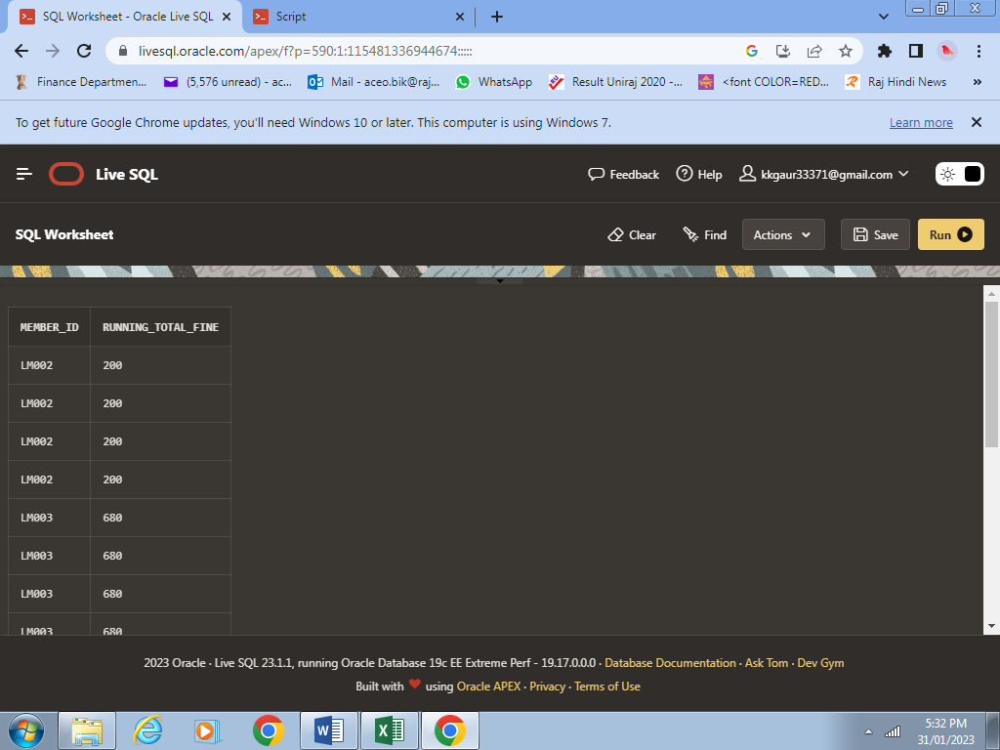 SQL Worksheet - Oracle Live SQL
Script
livesql.oracle.com/apex/f?p=590:1:115481336944674:::::
Finance Departmen...
(5,576 unread) - ac...
Mail - aceo.bik@raj...
WhatsApp
Result Uniraj 2020 -...
<font COLOR=RED...
Raj Hindi News
»
To get future Google Chrome updates, you'll need Windows 10 or later. This computer is using Windows 7.
Learn more
Live SQL
Feedback
Help
kkgaur33371@gmail.com
SQL Worksheet
Clear
Find
Actions
Save
Run
MEMBER_ID RUNNING_TOTAL_FINE
LM002 200
LM002 200
LM002 200
LM002 200
LM003 680
LM003 680
LM003 680
LM003 680
2023 Oracle · Live SQL 23.1.1, running Oracle Database 19c EE Extreme Perf - 19.17.0.0.0 · Database Documentation · Ask Tom · Dev Gym
Built with ❤ using Oracle APEX · Privacy · Terms of Use
5:32 PM
31/01/2023